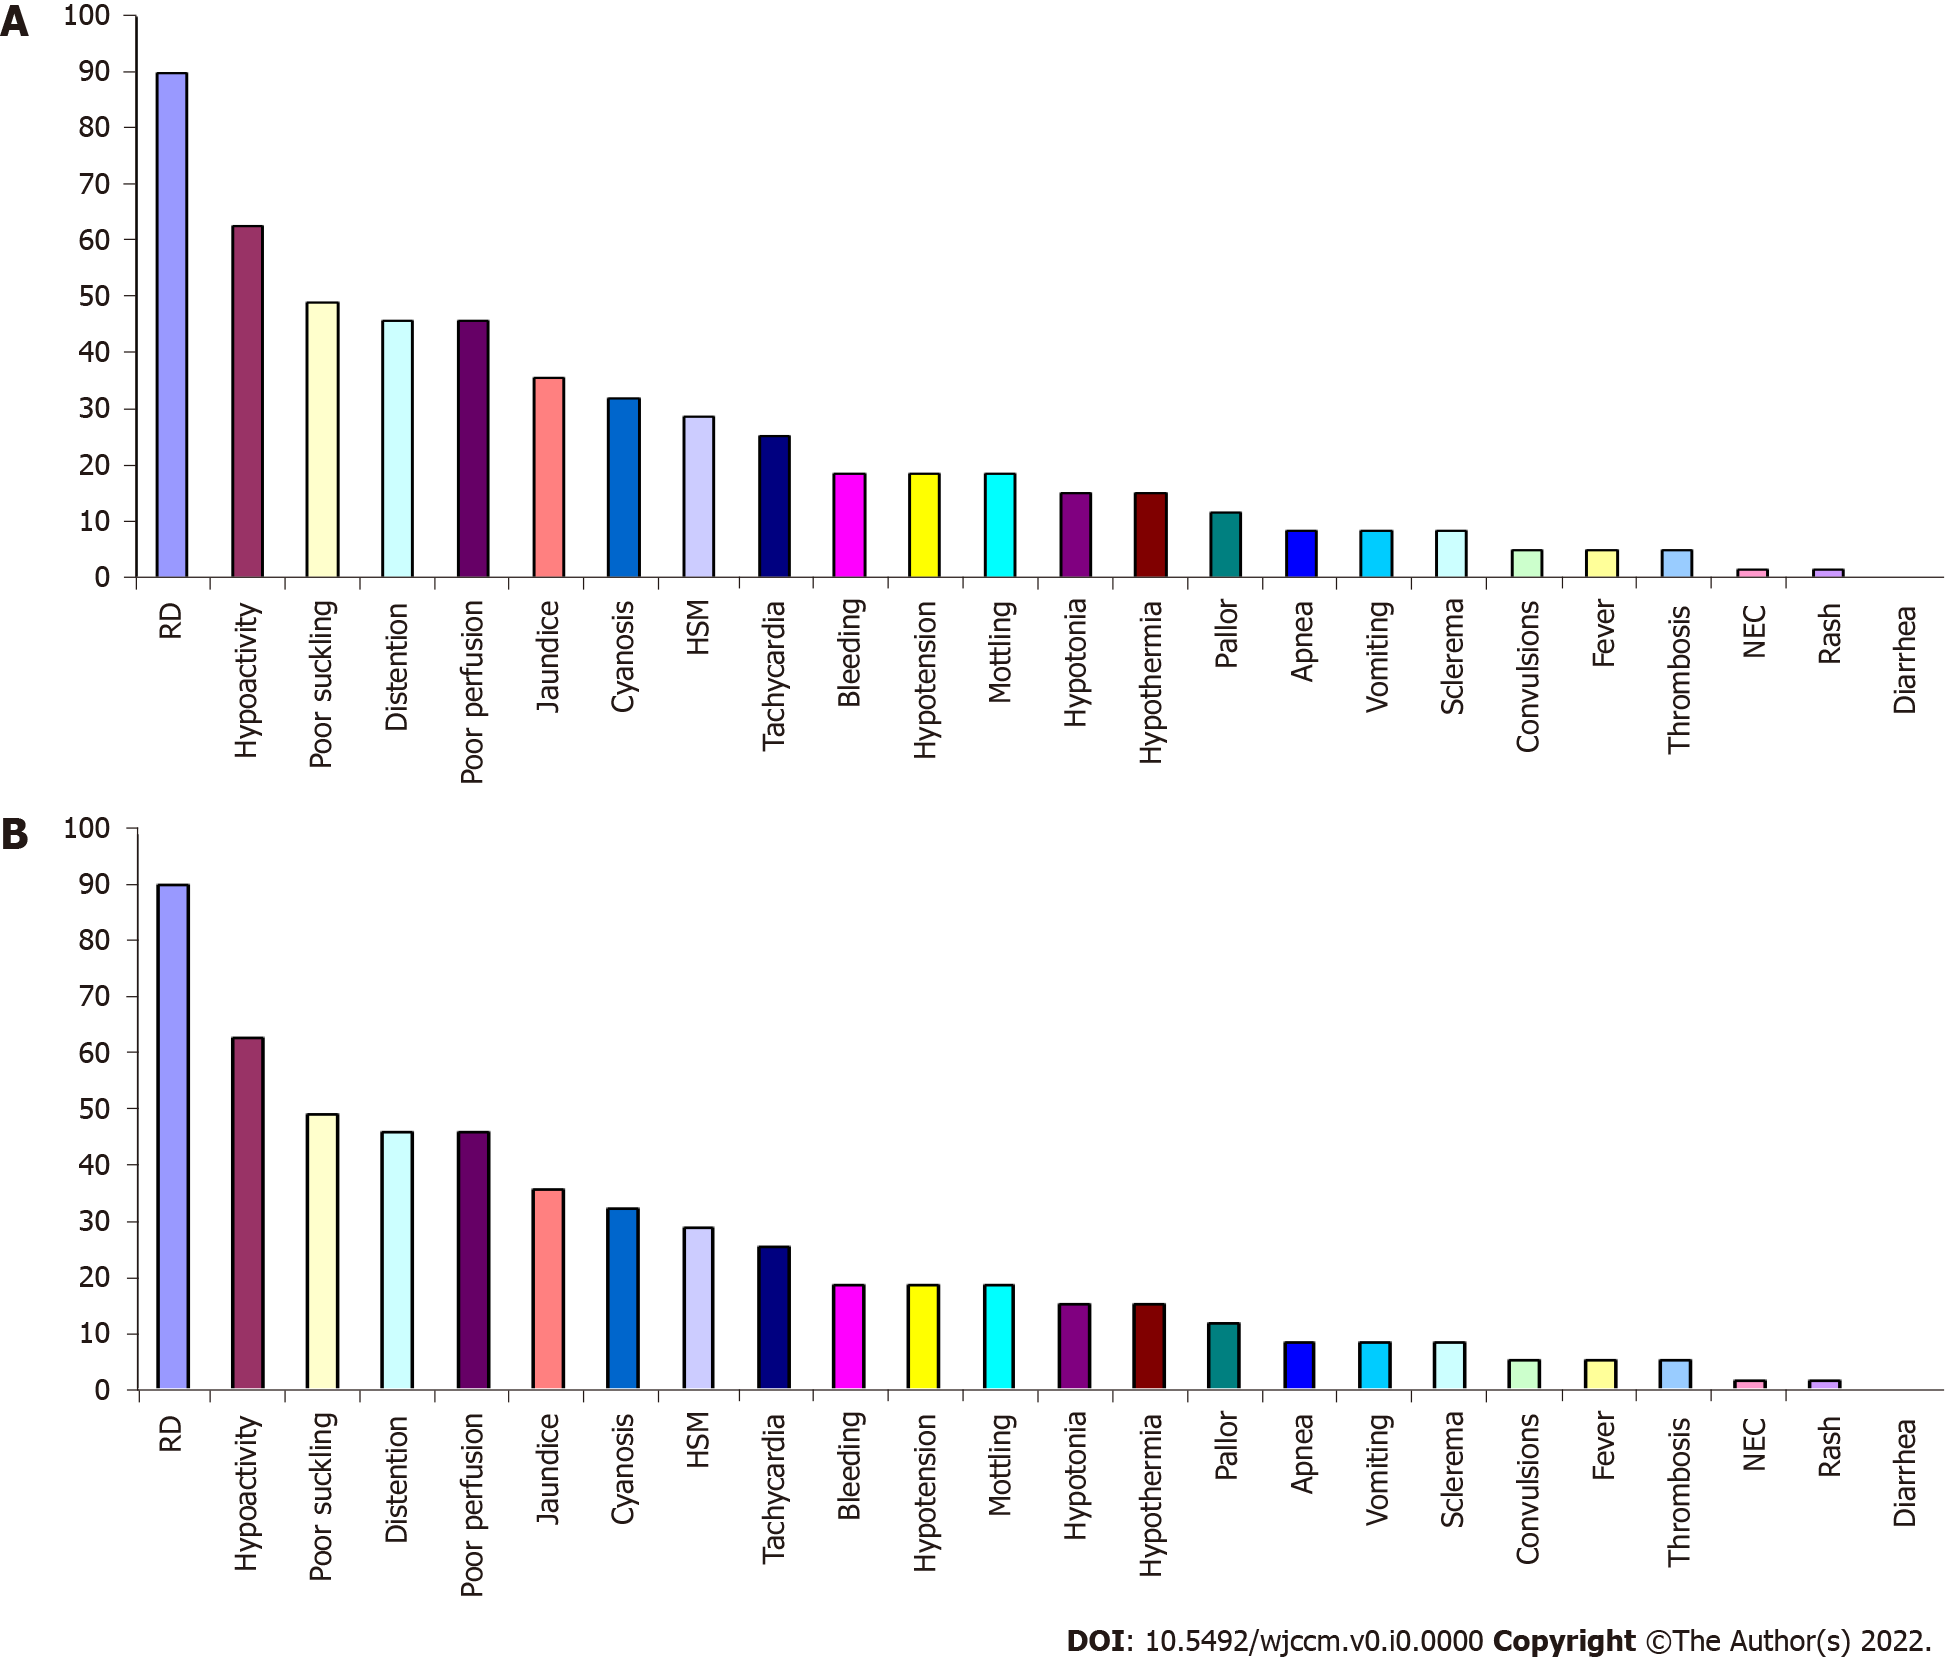 A
100
90
80
70
60
50
40
30
20
10
0
RD
Hypoactivity
Poor suckling
Distention
Poor perfusion
Jaundice
Cyanosis
HSM
Tachycardia
Bleeding
Hypotension
Mottling
Hypotonia
Hypothermia
Pallor
Apnea
Vomiting
Sclerema
Convulsions
Fever
Thrombosis
NEC
Rash
Diarrhea
B
100
90
80
70
60
50
40
30
20
10
0
RD
Hypoactivity
Poor suckling
Distention
Poor perfusion
Jaundice
Cyanosis
HSM
Tachycardia
Bleeding
Hypotension
Mottling
Hypotonia
Hypothermia
Pallor
Apnea
Vomiting
Sclerema
Convulsions
Fever
Thrombosis
NEC
Rash
Diarrhea
DOI: 10.5492/wjccm.v0.i0.0000 Copyright ©The Author(s) 2022.